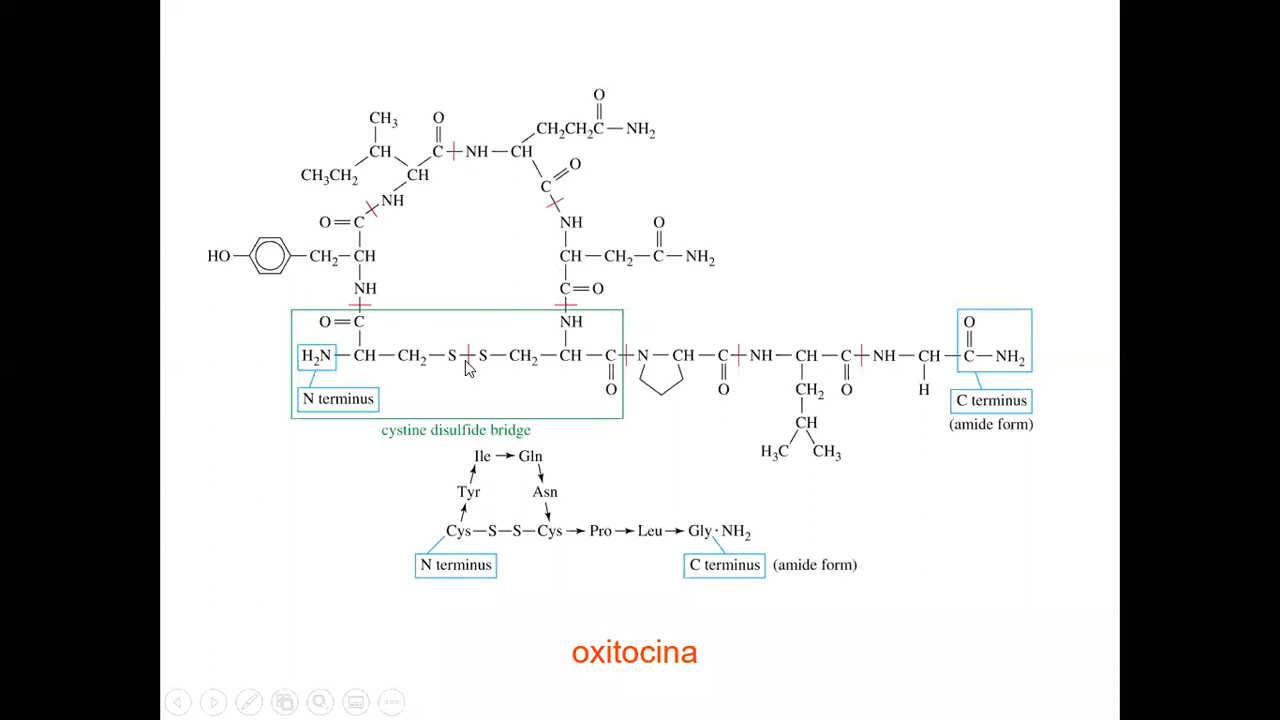 O
CH3 O CH2CH2C—NH2
CH C NH—CH O
CH3CH2 CH C
NH
O=C NH O
HO CH2—CH CH—CH2—C—NH2
NH C=O
O=C NH O
H2N—CH—CH2—S—S—CH2—CH—C—N—CH—C—NH—CH—C—NH—CH—C—NH2
O O CH2 O H
N terminus C terminus
CH (amide form)
cystine disulfide bridge
H3C CH3
Ile→Gln
Tyr Asn
Cys—S—S—Cys→Pro→Leu→Gly·NH2
N terminus C terminus (amide form)
oxitocina